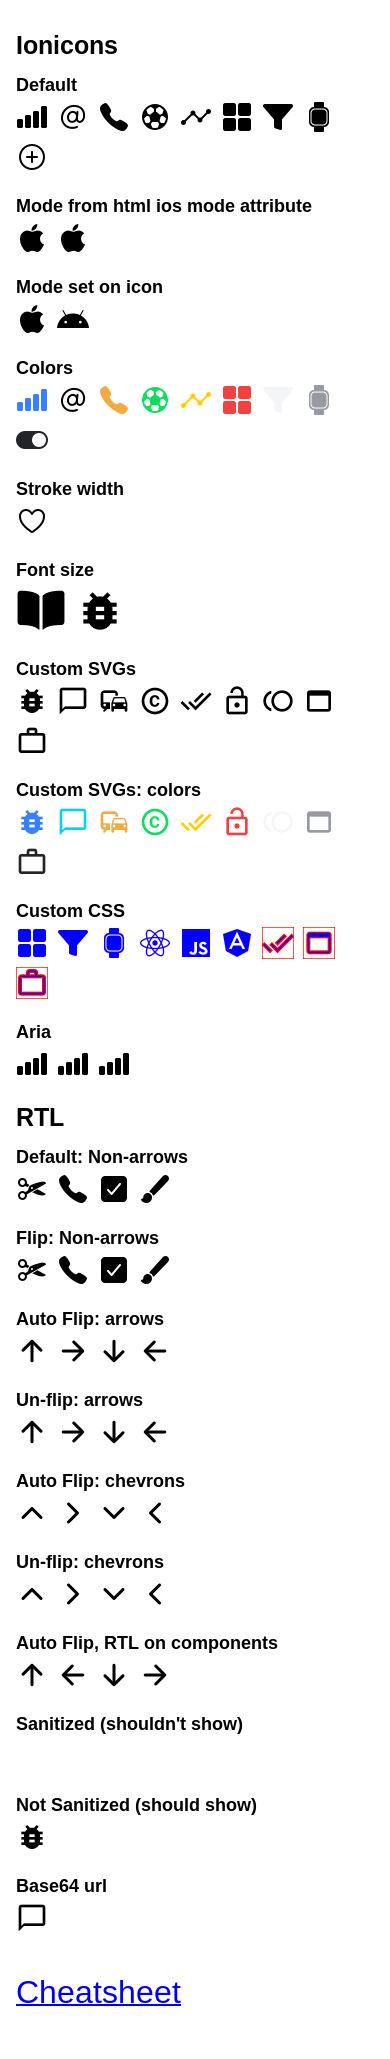 Ionicons
Default
Mode from html ios mode attribute
Mode set on icon
Colors
Stroke width
Font size
Custom SVGs
Custom SVGs: colors
Custom CSS
JS
Aria
RTL
Default: Non-arrows
Flip: Non-arrows
Auto Flip: arrows
Un-flip: arrows
Auto Flip: chevrons
Un-flip: chevrons
Auto Flip, RTL on components
Sanitized (shouldn't show)
Not Sanitized (should show)
Base64 url
Cheatsheet